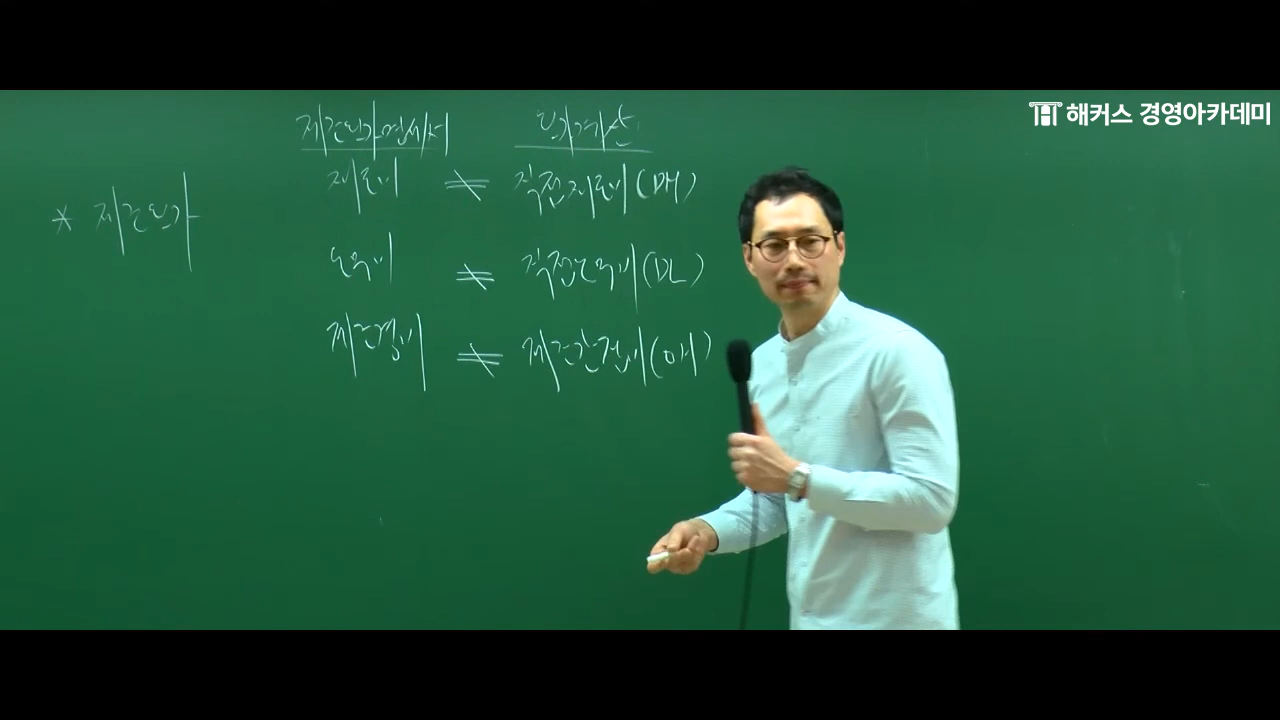 해커스 경영아카데미
제조원가명세서 원가계산
재료비 ≠ 직접재료비 (DM)
* 제조원가
노무비 ≠ 직접노무비 (DL)
제조경비 ≠ 제조간접비 (OH)